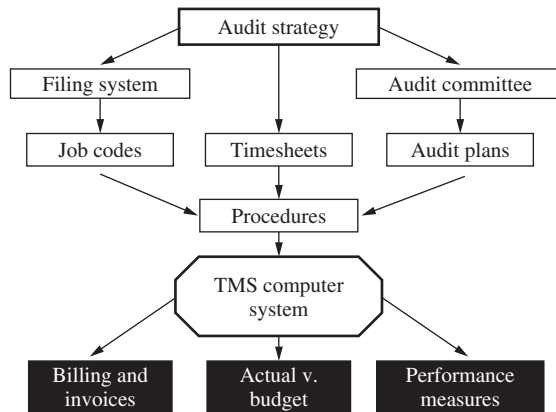 Audit strategy
Filing system
Audit committee
Job codes
Timesheets
Audit plans
Procedures
TMS computer
system
Billing and
invoices
Actual v.
budget
Performance
measures